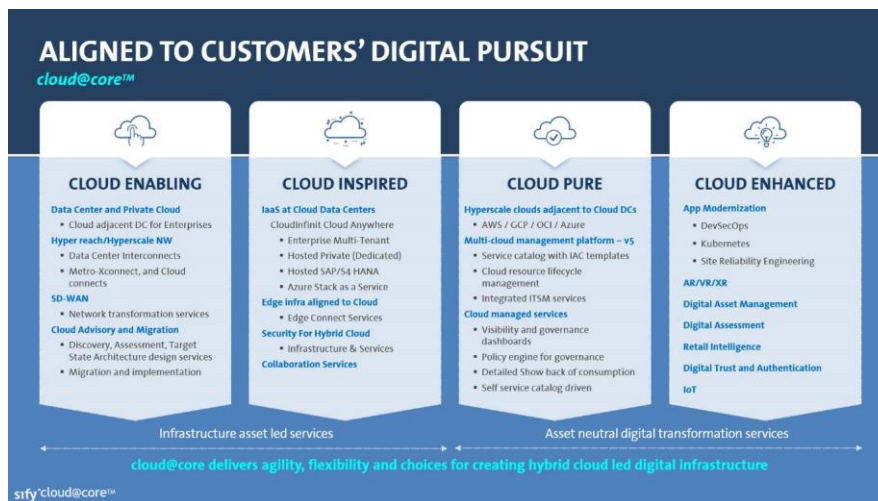 ALIGNED TO CUSTOMERS’ DIGITAL PURSUIT
cloud@core™
CLOUD ENABLING
Data Center and Private Cloud
▪ Cloud adjacent DC for Enterprises
Hyper reach/Hyperscale NW
▪ Data Center Interconnects
▪ Metro-Xconnect, and Cloud
connects
SD-WAN
▪ Network transformation services
Cloud Advisory and Migration
▪ Discovery, Assessment, Target
State Architecture design services
▪ Migration and implementation
CLOUD INSPIRED
IaaS at Cloud Data Centers
CloudInfinit Cloud Anywhere
▪ Enterprise Multi-Tenant
▪ Hosted Private (Dedicated)
▪ Hosted SAP/S4 HANA
▪ Azure Stack as a Service
Edge infra aligned to Cloud
▪ Edge Connect Services
Security For Hybrid Cloud
▪ Infrastructure & Services
Collaboration Services
CLOUD PURE
Hyperscale clouds adjacent to Cloud DCs
▪ AWS / GCP / OCI / Azure
Multi-cloud management platform – v5
▪ Service catalog with IAC templates
▪ Cloud resource lifecycle
management
▪ Integrated ITSM services
Cloud managed services
▪ Visibility and governance
dashboards
▪ Policy engine for governance
▪ Detailed Show back of consumption
▪ Self service catalog driven
CLOUD ENHANCED
App Modernization
▪ DevSecOps
▪ Kubernetes
▪ Site Reliability Engineering
AR/VR/XR
Digital Asset Management
Digital Assessment
Retail Intelligence
Digital Trust and Authentication
IoT
Infrastructure asset led services
Asset neutral digital transformation services
cloud@core delivers agility, flexibility and choices for creating hybrid cloud led digital infrastructure
sify cloud@core™